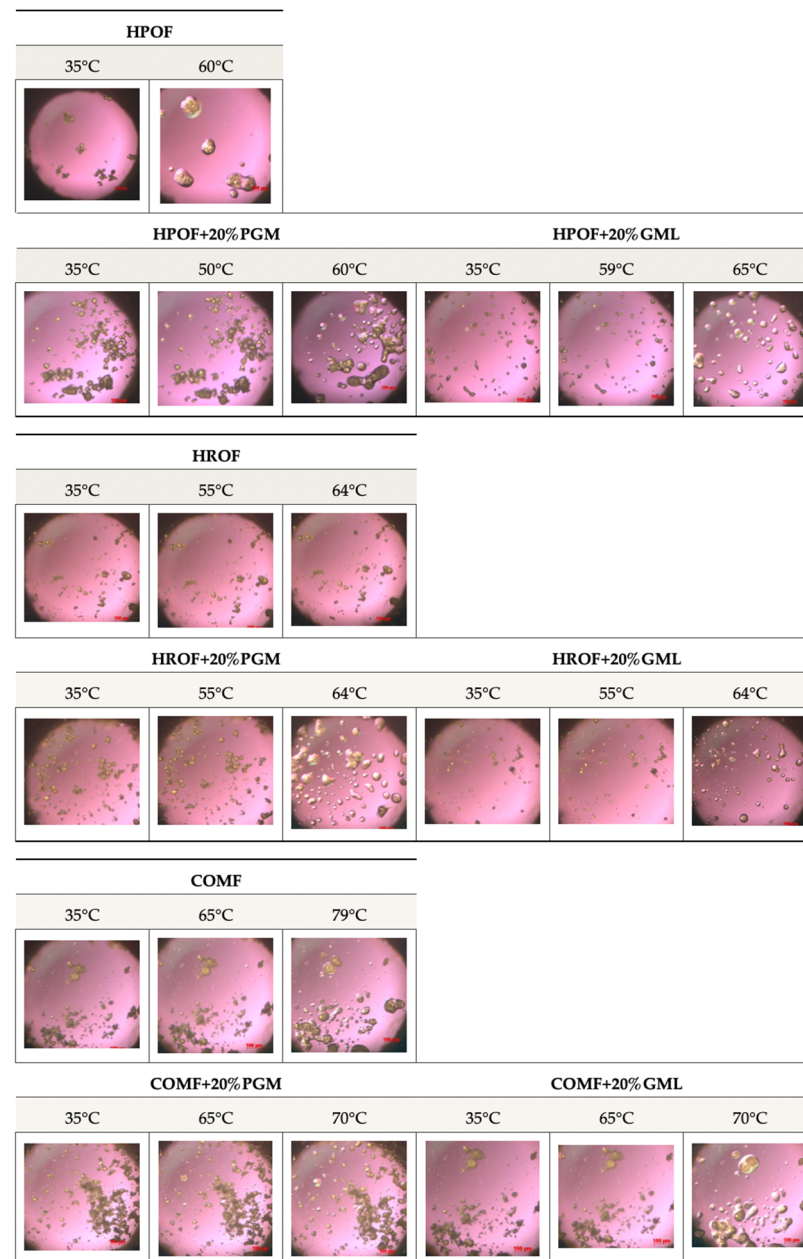 HPOF
35°C 60°C
HPOF+20%PGM HPOF+20%GML
35°C 50°C 60°C 35°C 59°C 65°C
HROF
35°C 55°C 64°C
HROF+20%PGM HROF+20%GML
35°C 55°C 64°C 35°C 55°C 64°C
COMF
35°C 65°C 79°C
COMF+20%PGM COMF+20%GML
35°C 65°C 70°C 35°C 65°C 70°C